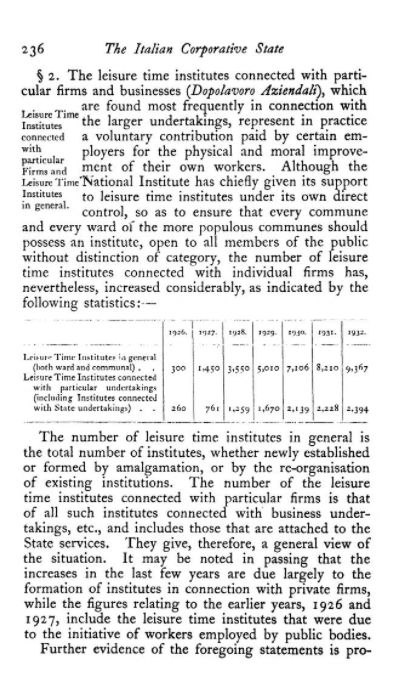 236 The Italian Corporative State
§ 2. The leisure time institutes connected with parti-
cular firms and businesses (Dopolavoro Aziendali), which
are found most frequently in connection with
the larger undertakings, represent in practice
a voluntary contribution paid by certain em-
ployers for the physical and moral improve-
ment of their own workers. Although the
National Institute has chiefly given its support
to leisure time institutes under its own direct
control, so as to ensure that every commune
Leisure Time
Institutes
connected
with
particular
Firms and
Leisure Time
Institutes
in general.
and every ward of the more populous communes should
possess an institute, open to all members of the public
without distinction of category, the number of leisure
time institutes connected with individual firms has,
nevertheless, increased considerably, as indicated by the
following statistics:—
1926. 1927. 1928. 1929. 1930. 1931. 1932.
Leisure Time Institutes in general
(both ward and communal) . . 300 1,450 3,550 5,010 7,106 8,210 9,367
Leisure Time Institutes connected
with particular undertakings
(including Institutes connected
with State undertakings) . . 260 761 1,259 1,670 2,139 2,228 2,394
The number of leisure time institutes in general is
the total number of institutes, whether newly established
or formed by amalgamation, or by the re-organisation
of existing institutions. The number of the leisure
time institutes connected with particular firms is that
of all such institutes connected with business under-
takings, etc., and includes those that are attached to the
State services. They give, therefore, a general view of
the situation. It may be noted in passing that the
increases in the last few years are due largely to the
formation of institutes in connection with private firms,
while the figures relating to the earlier years, 1926 and
1927, include the leisure time institutes that were due
to the initiative of workers employed by public bodies.
Further evidence of the foregoing statements is pro-